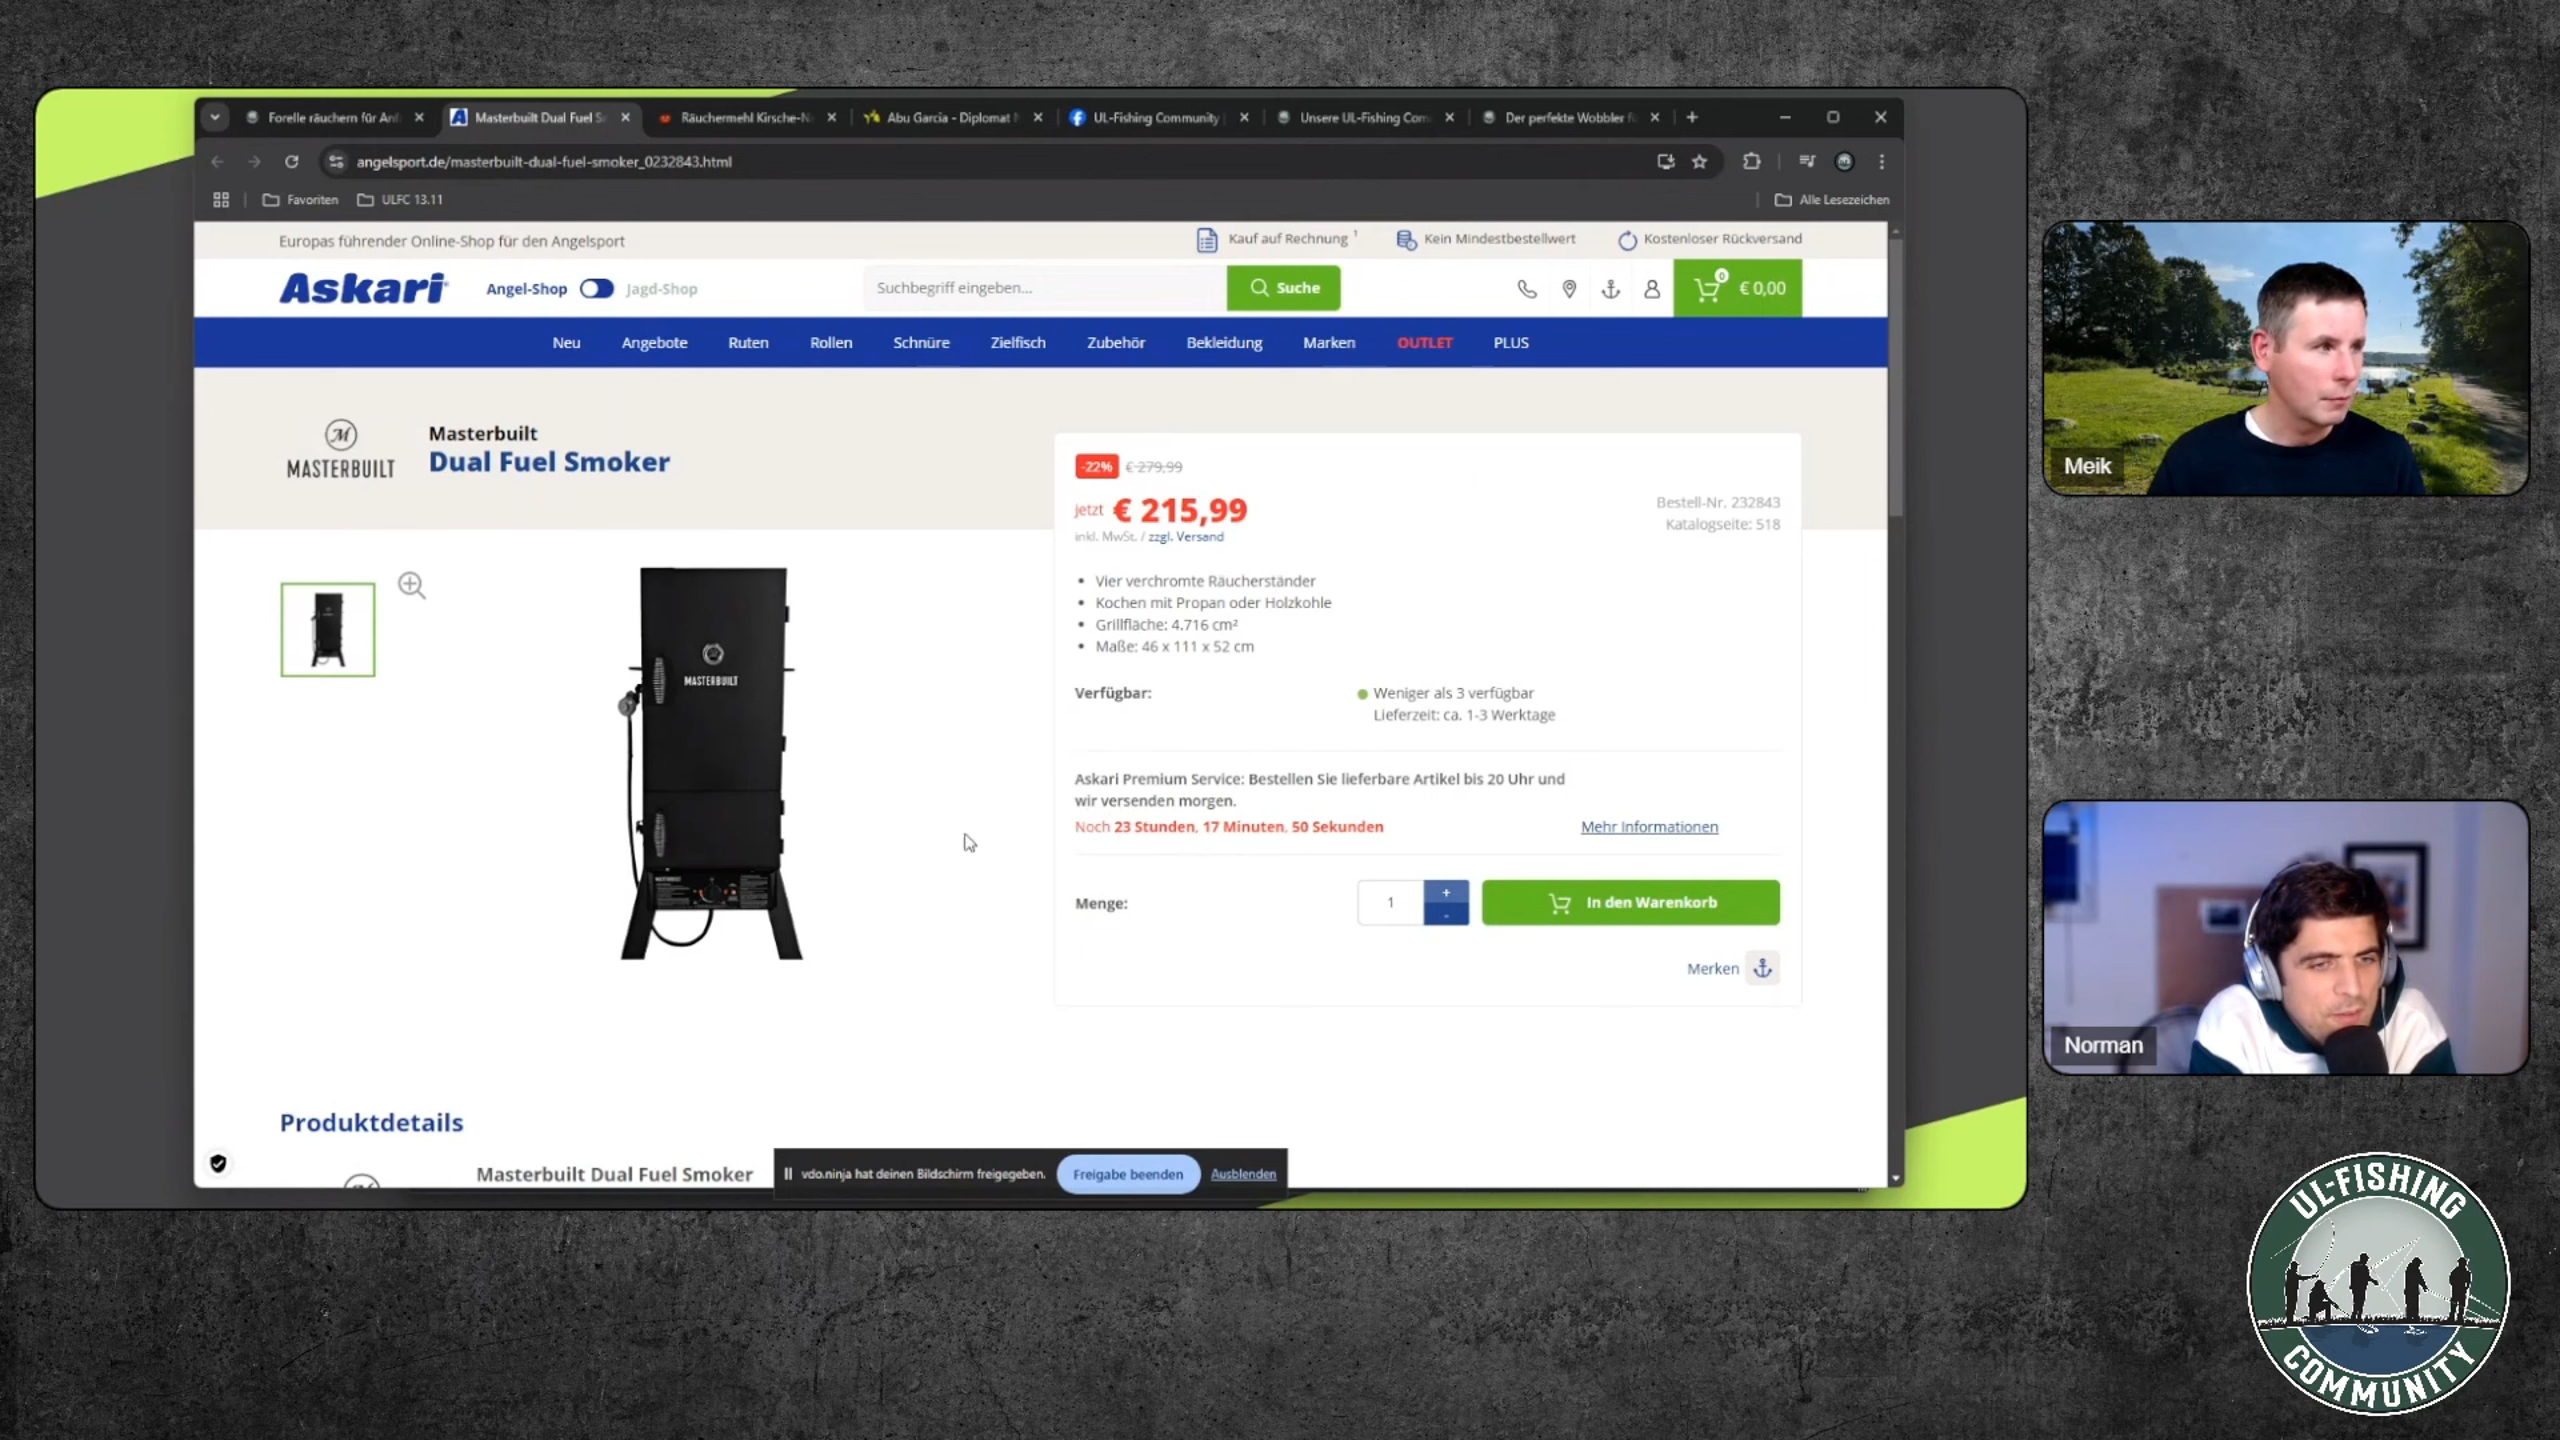 Forelle räuchern für Anf
Masterbuilt Dual Fuel S
Räuchermehl Kirsche-N
Abu Garcia - Diplomat
UL-Fishing Community
Unsere UL-Fishing Com
Der perfekte Wobbler f
angelsport.de/masterbuilt-dual-fuel-smoker_0232843.html
Favoriten
ULFC 13.11
Alle Lesezeichen
Europas führender Online-Shop für den Angelsport
Kauf auf Rechnung 1
Kein Mindestbestellwert
Kostenloser Rückversand
Askari
Angel-Shop
Jagd-Shop
Suchbegriff eingeben...
Suche
0
€ 0,00
Neu
Angebote
Ruten
Rollen
Schnüre
Zielfisch
Zubehör
Bekleidung
Marken
OUTLET
PLUS
M
MASTERBUILT
Masterbuilt
Dual Fuel Smoker
-22% € 279,99
jetzt € 215,99
inkl. MwSt. / zzgl. Versand
Bestell-Nr. 232843
Katalogseite: 518
• Vier verchromte Räucherständer
• Kochen mit Propan oder Holzkohle
• Grillfläche: 4.716 cm²
• Maße: 46 x 111 x 52 cm
MASTERBUILT
Verfügbar:
Weniger als 3 verfügbar
Lieferzeit: ca. 1-3 Werktage
Askari Premium Service: Bestellen Sie lieferbare Artikel bis 20 Uhr und
wir versenden morgen.
Noch 23 Stunden, 17 Minuten, 50 Sekunden
Mehr Informationen
Menge:
1
+
-
In den Warenkorb
Merken
Produktdetails
Masterbuilt Dual Fuel Smoker
vdo.ninja hat deinen Bildschirm freigegeben.
Freigabe beenden
Ausblenden
Meik
Norman
UL-FISHING
COMMUNITY